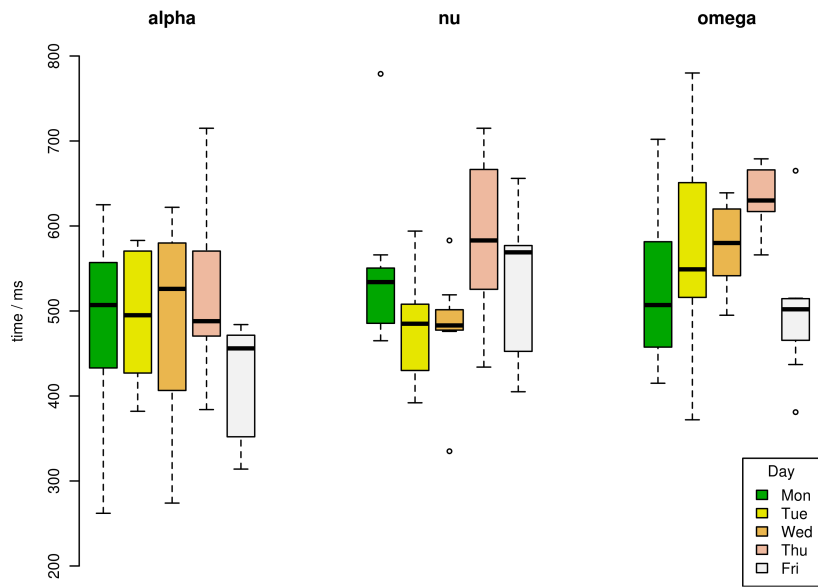 alpha nu omega
800
700
600
500
400
300
200
time / ms
Day
Mon
Tue
Wed
Thu
Fri